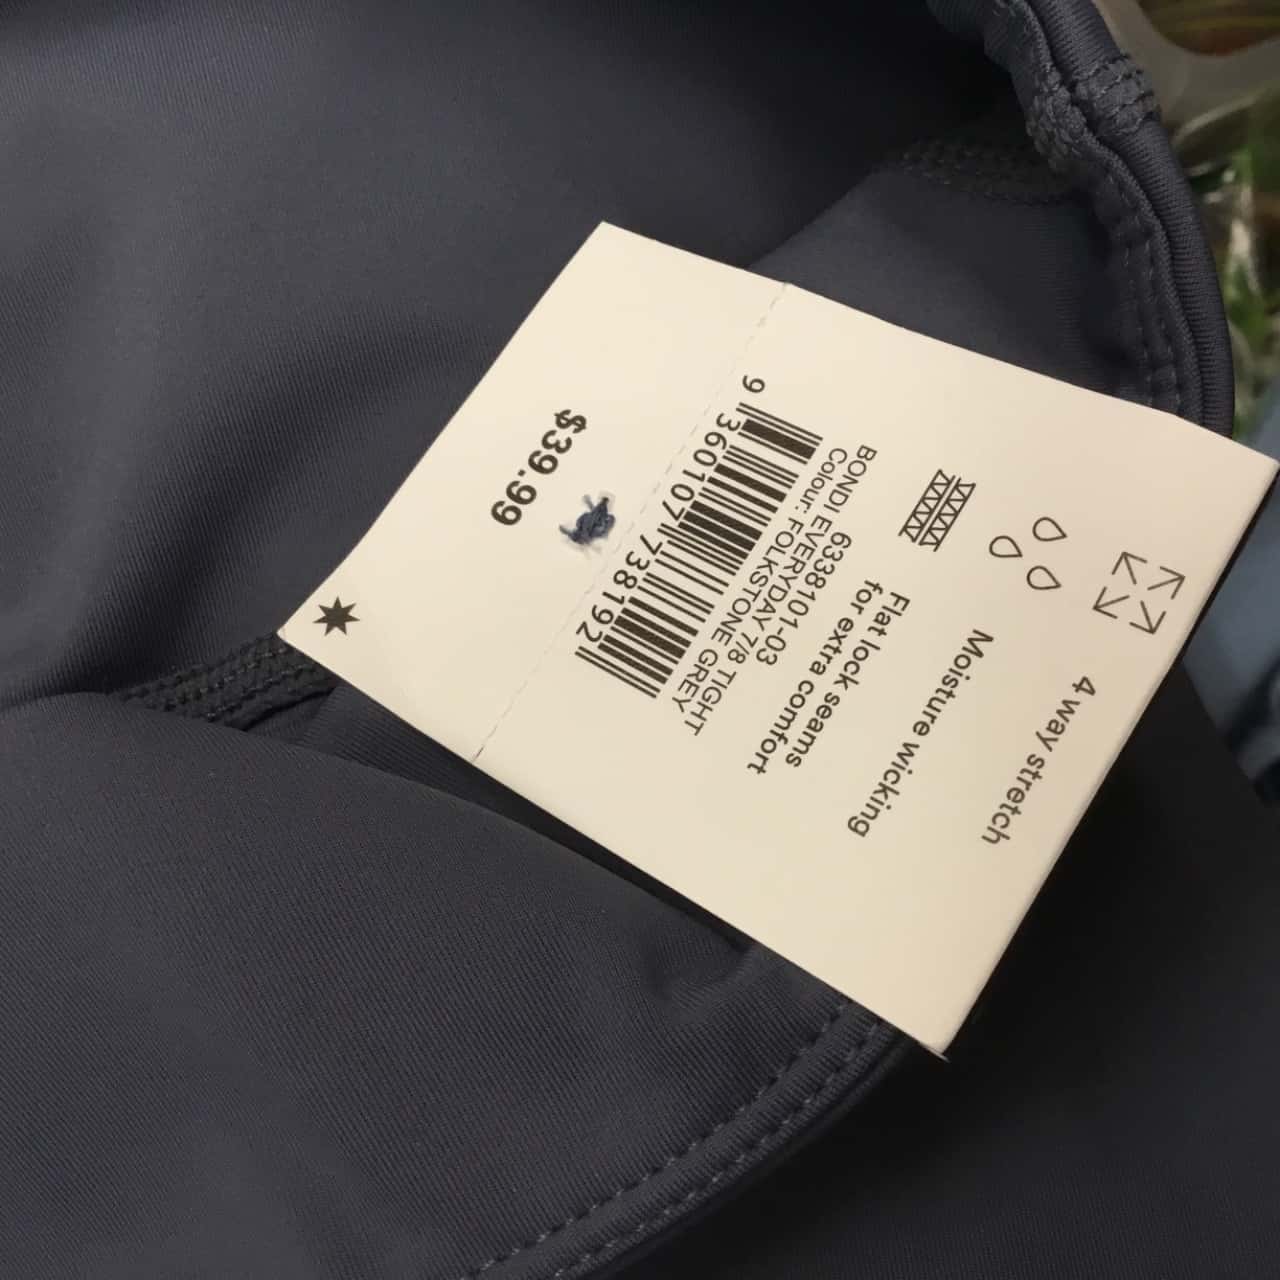 4 way stretch
Moisture wicking
Flat lock seams
for extra comfort
6338101-03
BONDI EVERYDAY 7/8 TIGHT
Colour: FOLKSTONE GREY
9 360107 738192
$39.99